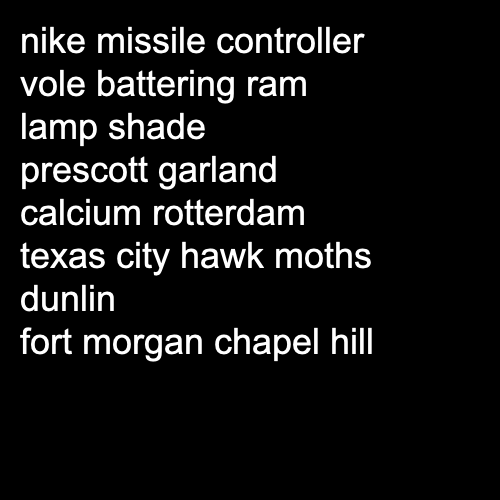 nike missile controller
vole battering ram
lamp shade
prescott garland
calcium rotterdam
texas city hawk moths
dunlin
fort morgan chapel hill